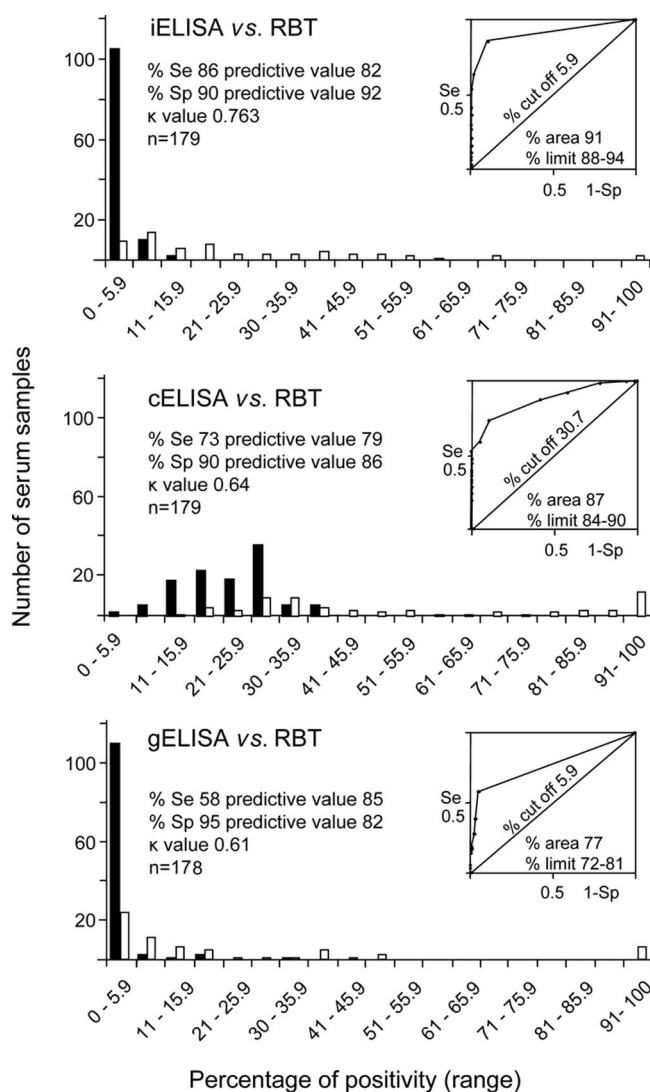 iELISA vs. RBT
% Se 86 predictive value 82
% Sp 90 predictive value 92
κ value 0.763
n=179
100
60
20
Se
0.5
% cut off 5.9
% area 91
% limit 88-94
0.5 1-Sp
0 - 5.9
11 - 15.9
21 - 25.9
30 - 35.9
41 - 45.9
51 - 55.9
61 - 65.9
71 - 75.9
81 - 85.9
91- 100
Number of serum samples
cELISA vs. RBT
% Se 73 predictive value 79
% Sp 90 predictive value 86
κ value 0.64
n=179
100
60
20
Se
0.5
% cut off 30.7
% area 87
% limit 84-90
0.5 1-Sp
0 - 5.9
11 - 15.9
21 - 25.9
30 - 35.9
41 - 45.9
51 - 55.9
61 - 65.9
71 - 75.9
81 - 85.9
91- 100
gELISA vs. RBT
% Se 58 predictive value 85
% Sp 95 predictive value 82
κ value 0.61
n=178
100
60
20
Se
0.5
% cut off 5.9
% area 77
% limit 72-81
0.5 1-Sp
0 - 5.9
11 - 15.9
21 - 25.9
30 - 35.9
41 - 45.9
51 - 55.9
61 - 65.9
71 - 75.9
81 - 85.9
91- 100
Percentage of positivity (range)